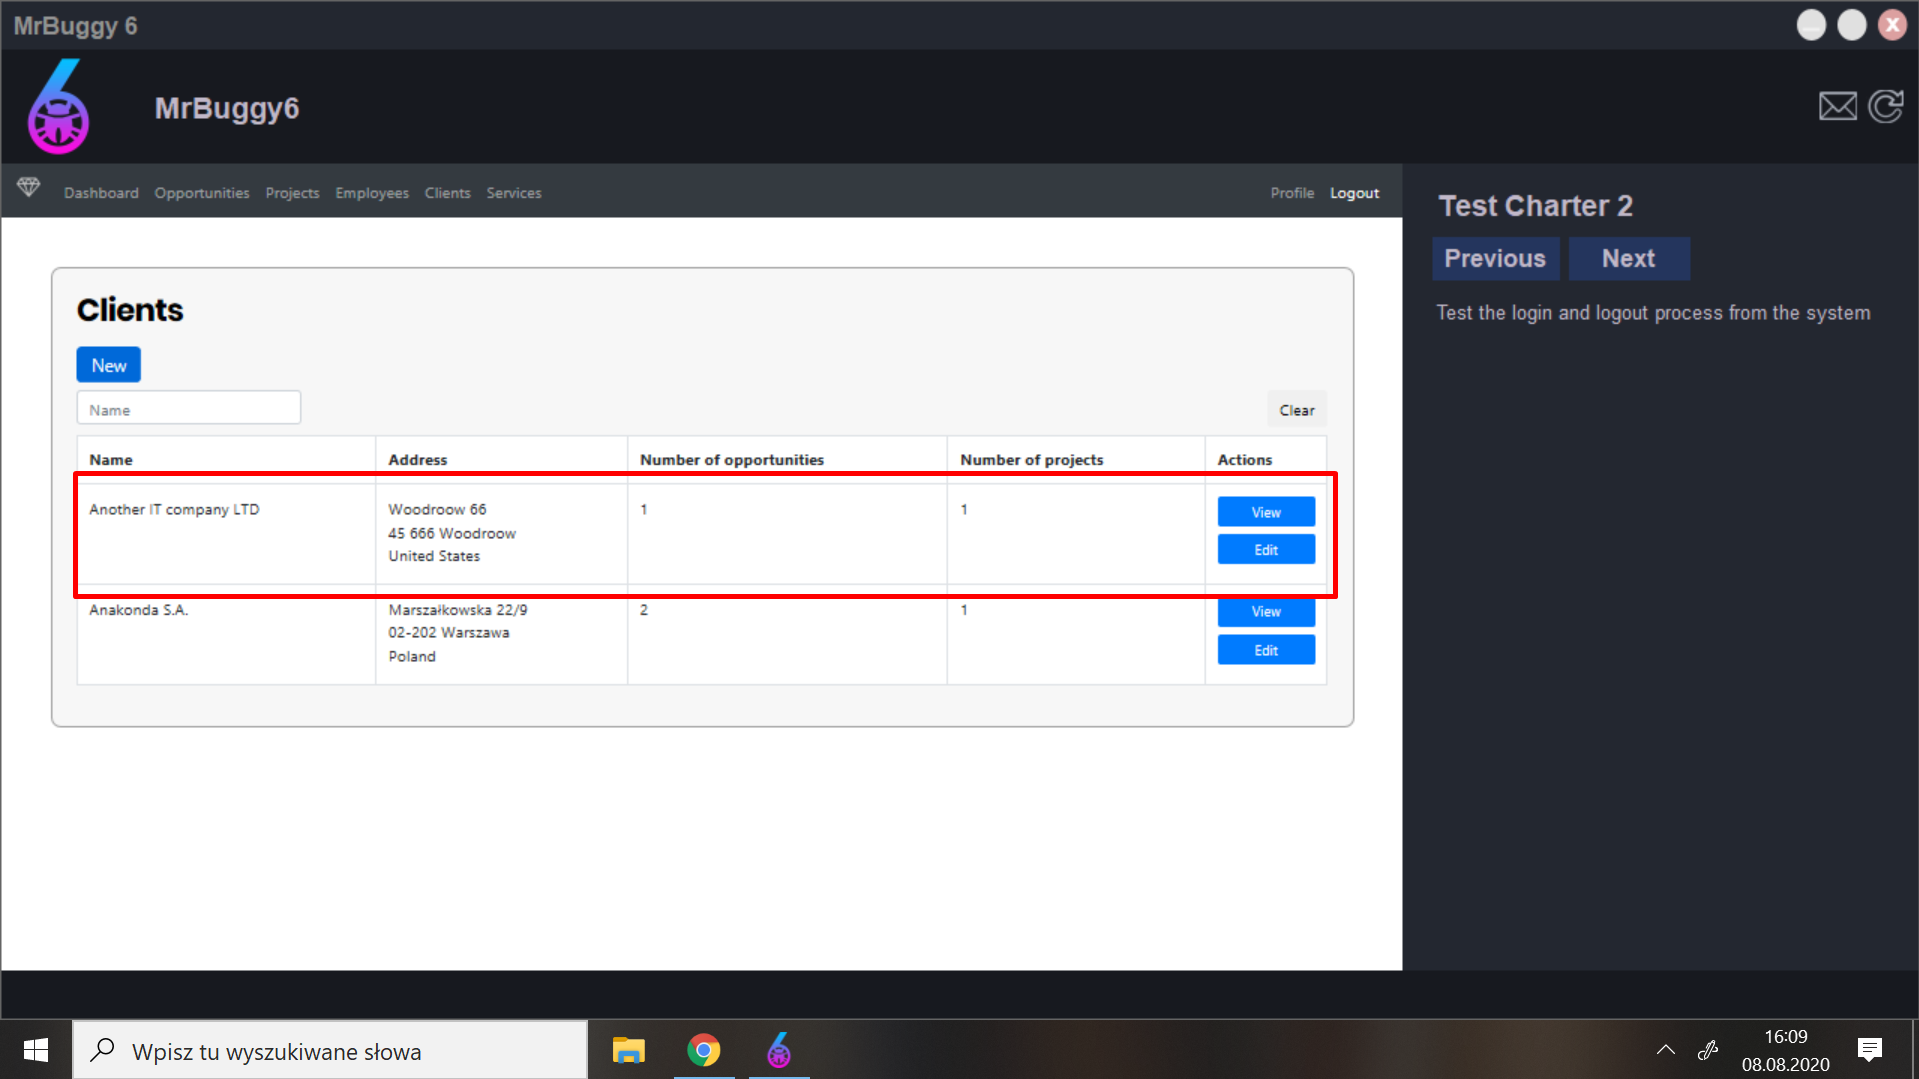 MrBuggy 6
MrBuggy6
Dashboard Opportunities Projects Employees Clients Services Profile Logout
Test Charter 2
Previous Next
Test the login and logout process from the system
Clients
New
Name Clear
Name Address Number of opportunities Number of projects Actions
Another IT company LTD Woodroow 66 1 1 View
45 666 Woodroow
Edit
United States
Anakonda S.A. Marszałkowska 22/9 2 1 View
02-202 Warszawa
Edit
Poland
Wpisz tu wyszukiwane słowa
16:09
08.08.2020